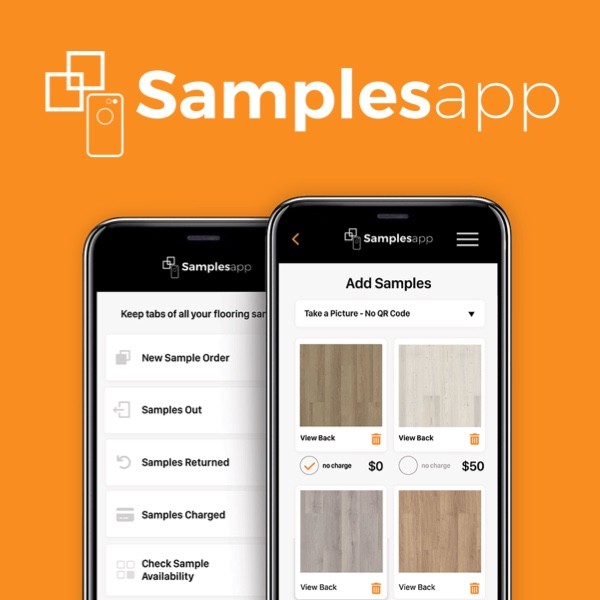 Samplesapp
Samplesapp
Keep tabs of all your flooring sar
New Sample Order
Samples Out
Samples Returned
Samples Charged
Check Sample
Availability
Samplesapp
Add Samples
Take a Picture - No QR Code
View Back
View Back
no charge $0
no charge $50
View Back
View Back